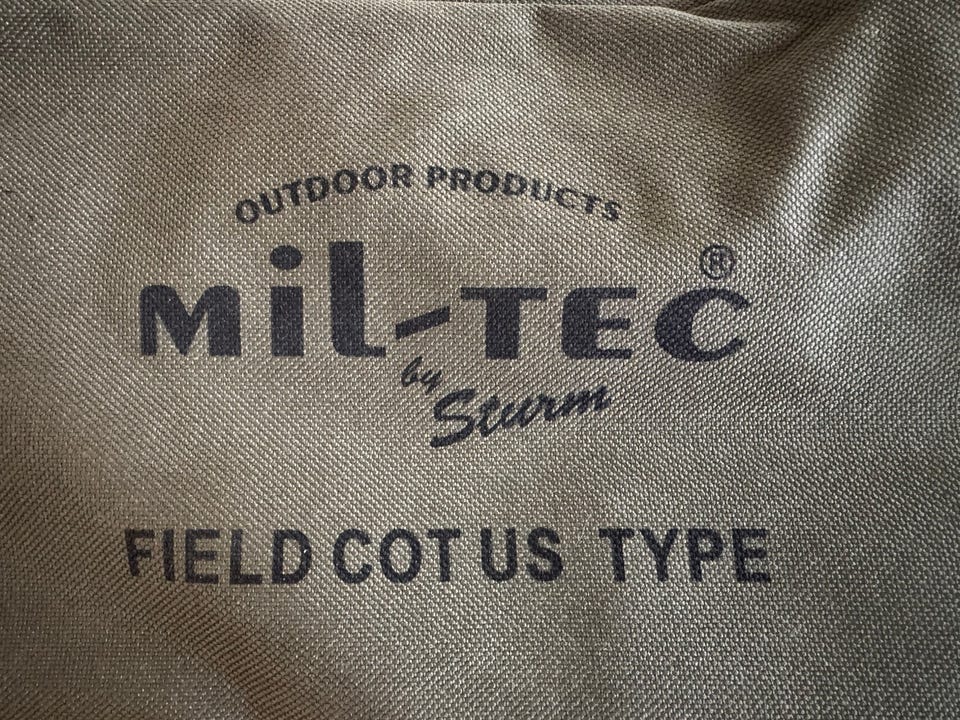 OUTDOOR PRODUCTS
MiL-TEC®
by
Sturm
FIELD COT US TYPE